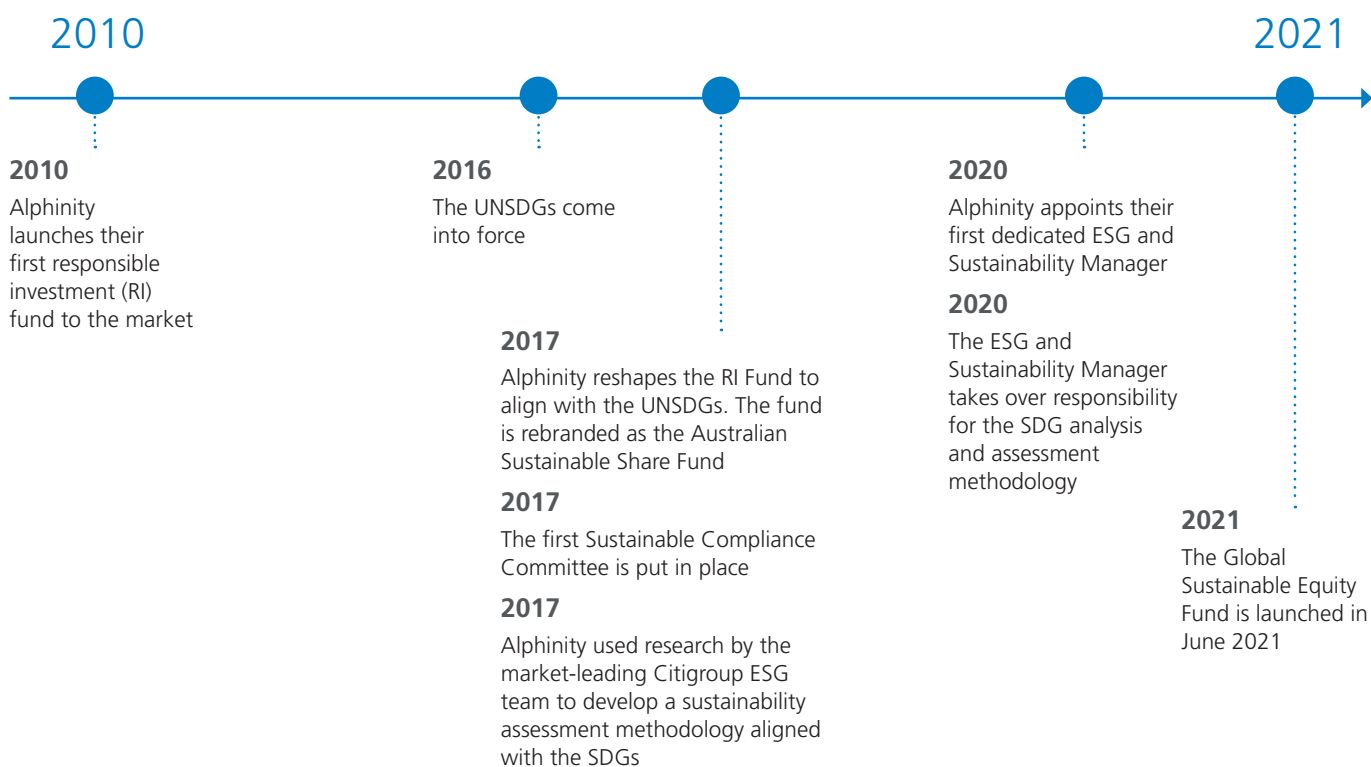 2010
2021
2010
Alphinity
launches their
first responsible
investment (RI)
fund to the market
2016
The UNSDGs come
into force
2017
Alphinity reshapes the RI Fund to
align with the UNSDGs. The fund
is rebranded as the Australian
Sustainable Share Fund
2017
The first Sustainable Compliance
Committee is put in place
2017
Alphinity used research by the
market-leading Citigroup ESG
team to develop a sustainability
assessment methodology aligned
with the SDGs
2020
Alphinity appoints their
first dedicated ESG and
Sustainability Manager
2020
The ESG and
Sustainability Manager
takes over responsibility
for the SDG analysis
and assessment
methodology
2021
The Global
Sustainable Equity
Fund is launched in
June 2021